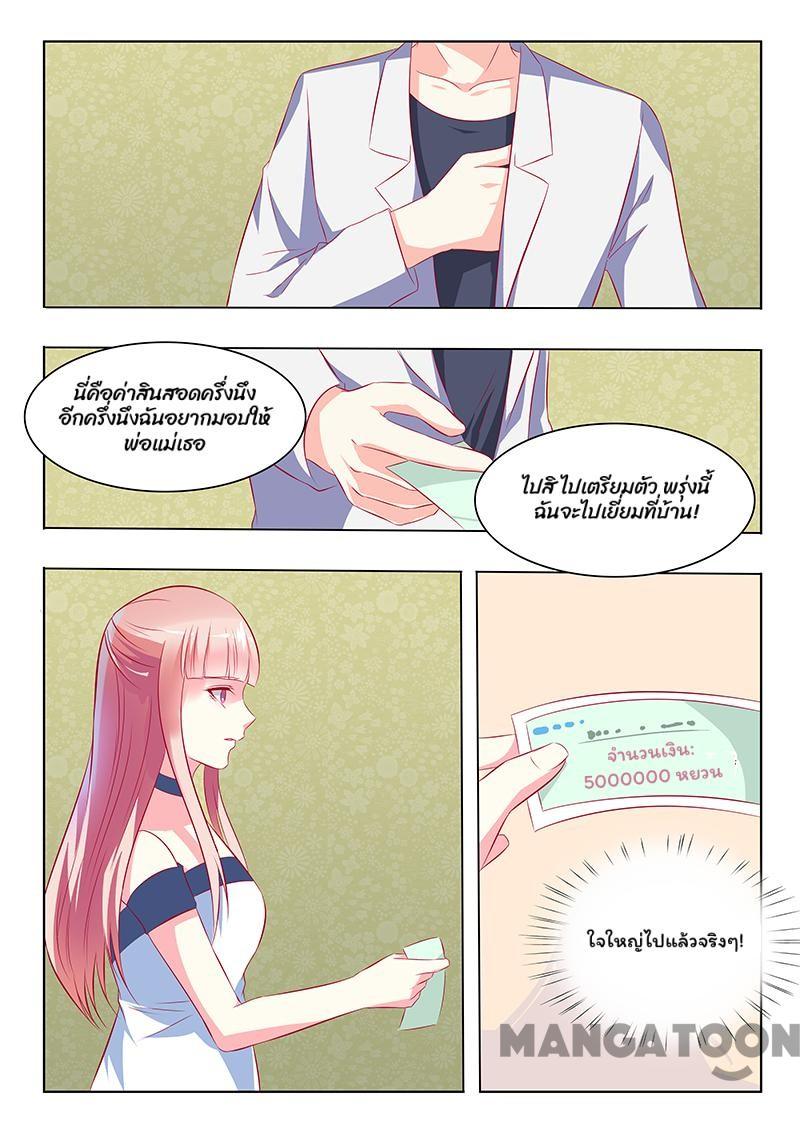 นี่คือค่าสินสอดครึ่งนึง
อีกครึ่งนึงฉันอยากมอบให้
พ่อแม่เธอ
ไปสิ ไปเตรียมตัว พรุ่งนี้
ฉันจะไปเยี่ยมที่บ้าน!
จำนวนเงิน:
5000000 หยวน
ใจใหญ่ไปแล้วจริงๆ!
MANGATOON